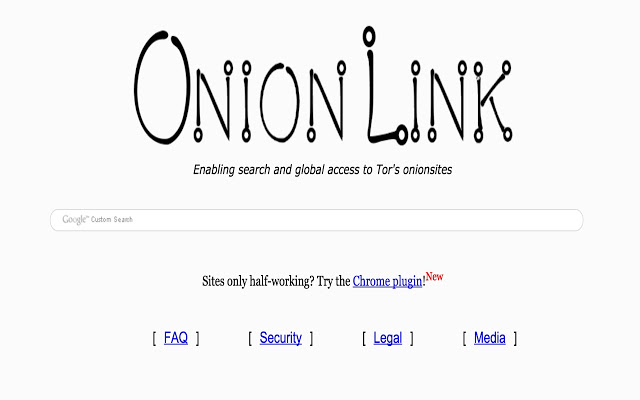 ONION LINK
Enabling search and global access to Tor's onionsites
Google™ Custom Search
Sites only half-working? Try the Chrome plugin!New
[ FAQ ] [ Security ] [ Legal ] [ Media ]